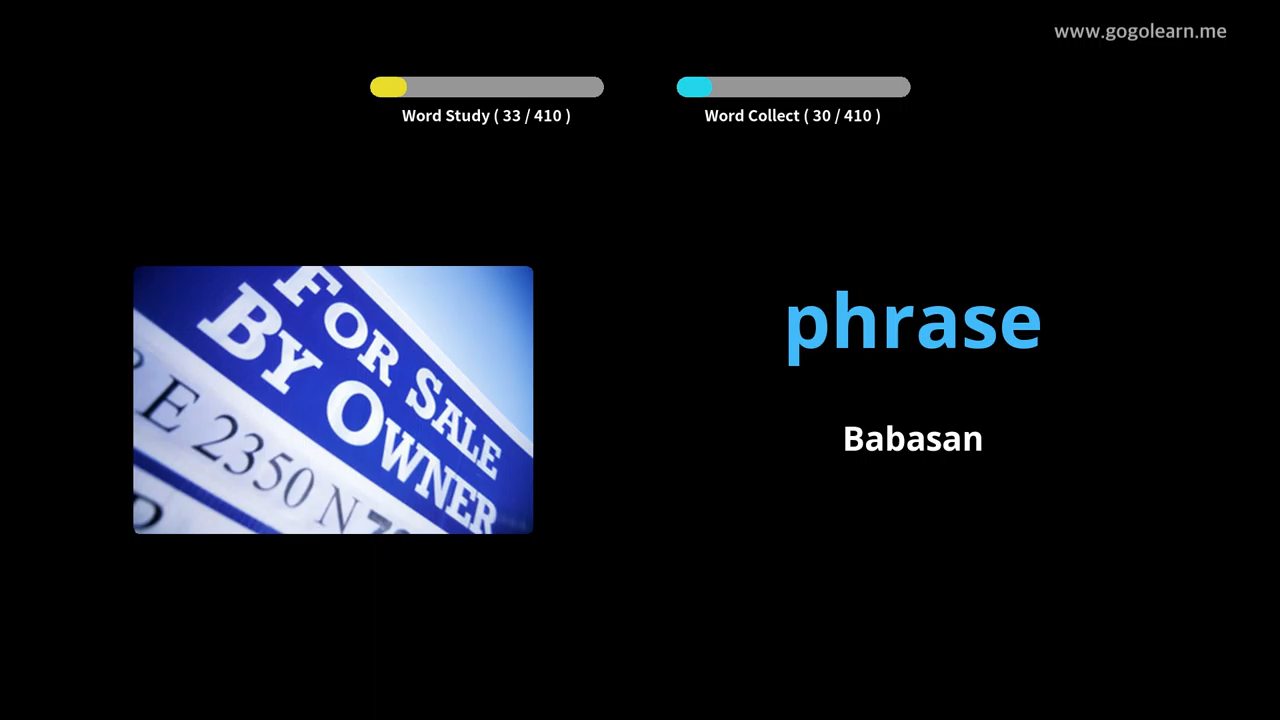 www.gogolearn.me
Word Study ( 33 / 410 )
Word Collect ( 30 / 410 )
FOR SALE
BY OWNER
E 2350 N
phrase
Babasan